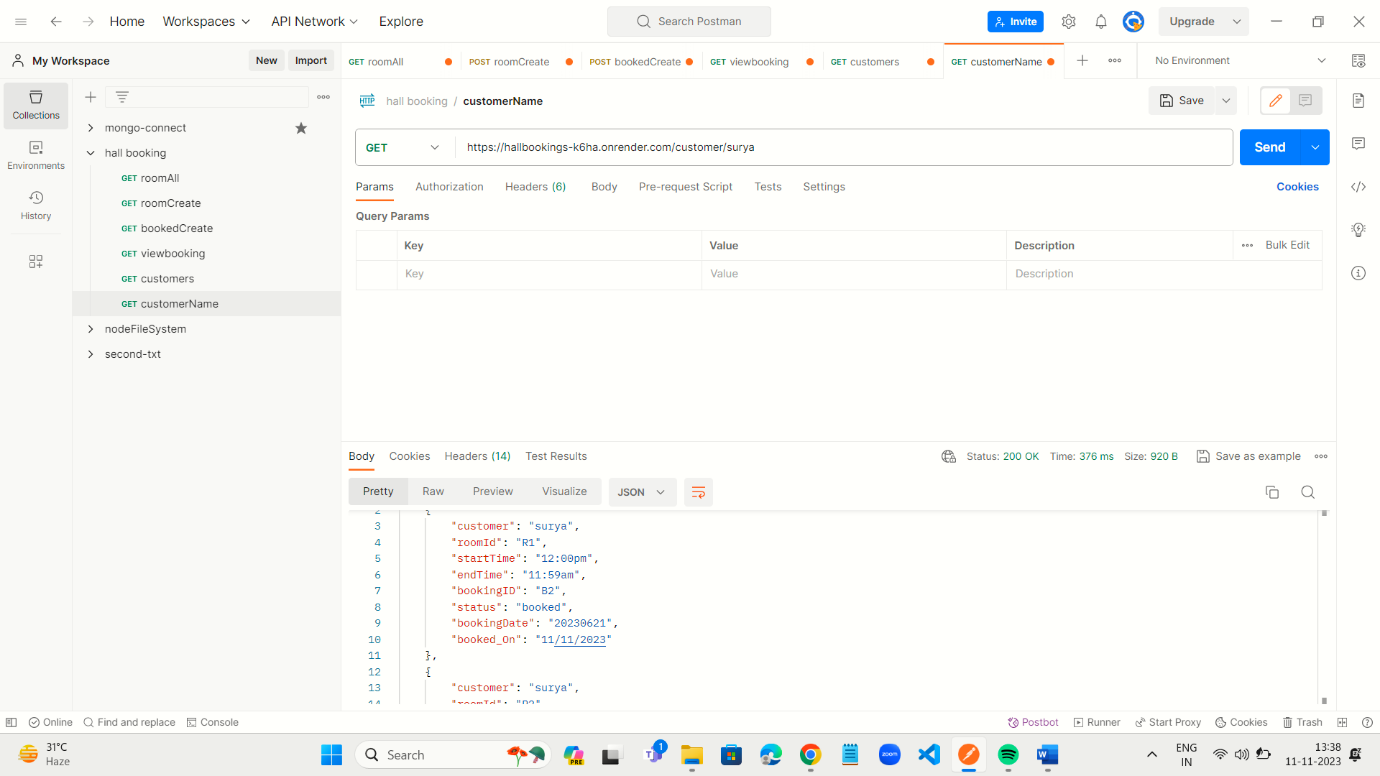 Home Workspaces API Network Explore Search Postman Invite Upgrade
My Workspace New Import GET roomAll POST roomCreate POST bookedCreate GET viewbooking GET customers GET customerName No Environment
Collections
Environments
History
mongo-connect
hall booking
GET roomAll
GET roomCreate
GET bookedCreate
GET viewbooking
GET customers
GET customerName
nodeFileSystem
second-txt
HTTP hall booking / customerName Save
GET https://hallbookings-k6ha.onrender.com/customer/surya Send
Params Authorization Headers (6) Body Pre-request Script Tests Settings Cookies
Query Params
Key Value Description Bulk Edit
Key Value Description
Body Cookies Headers (14) Test Results Status: 200 OK Time: 376 ms Size: 920 B Save as example
Pretty Raw Preview Visualize JSON
2 {
3 "customer": "surya",
4 "roomId": "R1",
5 "startTime": "12:00pm",
6 "endTime": "11:59am",
7 "bookingID": "B2",
8 "status": "booked",
9 "bookingDate": "20230621",
10 "booked_On": "11/11/2023"
11 },
12 {
13 "customer": "surya",
Online Find and replace Console Postbot Runner Start Proxy Cookies Trash
31°C
Haze
Search
PRE
1
zoom
ENG
IN
13:38
11-11-2023